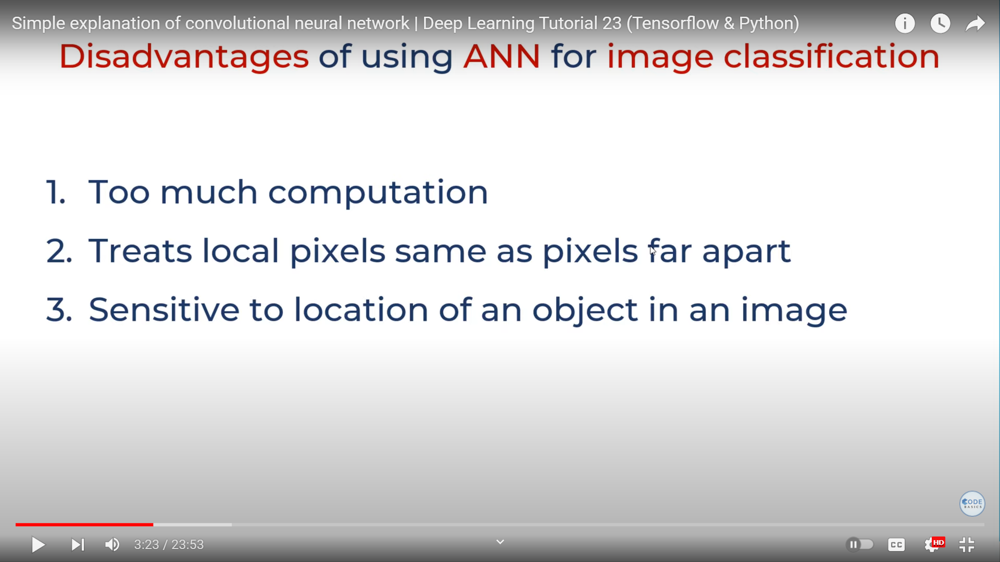 Simple explanation of convolutional neural network | Deep Learning Tutorial 23 (Tensorflow & Python)
Disadvantages of using ANN for image classification
1. Too much computation
2. Treats local pixels same as pixels far apart
3. Sensitive to location of an object in an image
CODE
BASICS
3:23 / 23:53
CC
HD